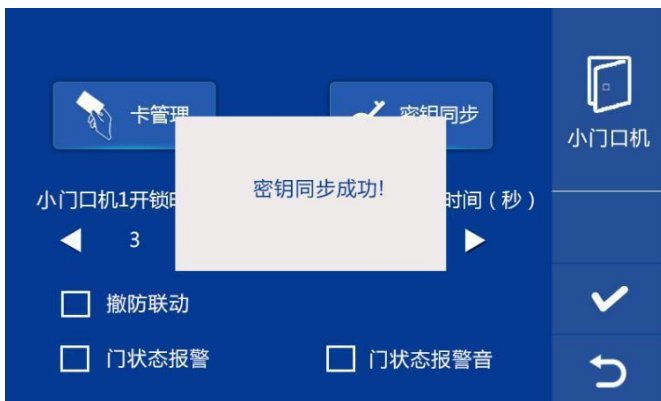 卡管理
密钥同步
小门口机
密钥同步成功!
小门口机1开锁
时间（秒）
3
撤防联动
门状态报警
门状态报警音